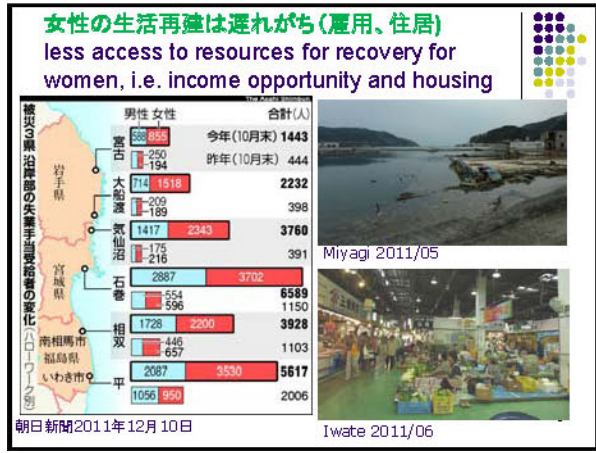 女性の生活再建は遅れがち(雇用、住居)
less access to resources for recovery for
women, i.e. income opportunity and housing
The Asahi Shimbun
被災3県沿岸部の失業手当受給者の変化
(ハローワーク別)
男性 女性 合計(人)
宮古
588 855 今年(10月末) 1443
250
194 昨年(10月末) 444
大船渡
714 1518 2232
209
189 398
気仙沼
1417 2343 3760
175
216 391
石巻
2887 3702 6589
554
596 1150
相双
1728 2200 3928
446
657 1103
平
2087 3530 5617
1056 950 2006
岩手県
宮城県
南相馬市
福島県
いわき市
朝日新聞2011年12月10日
Miyagi 2011/05
Iwate 2011/06